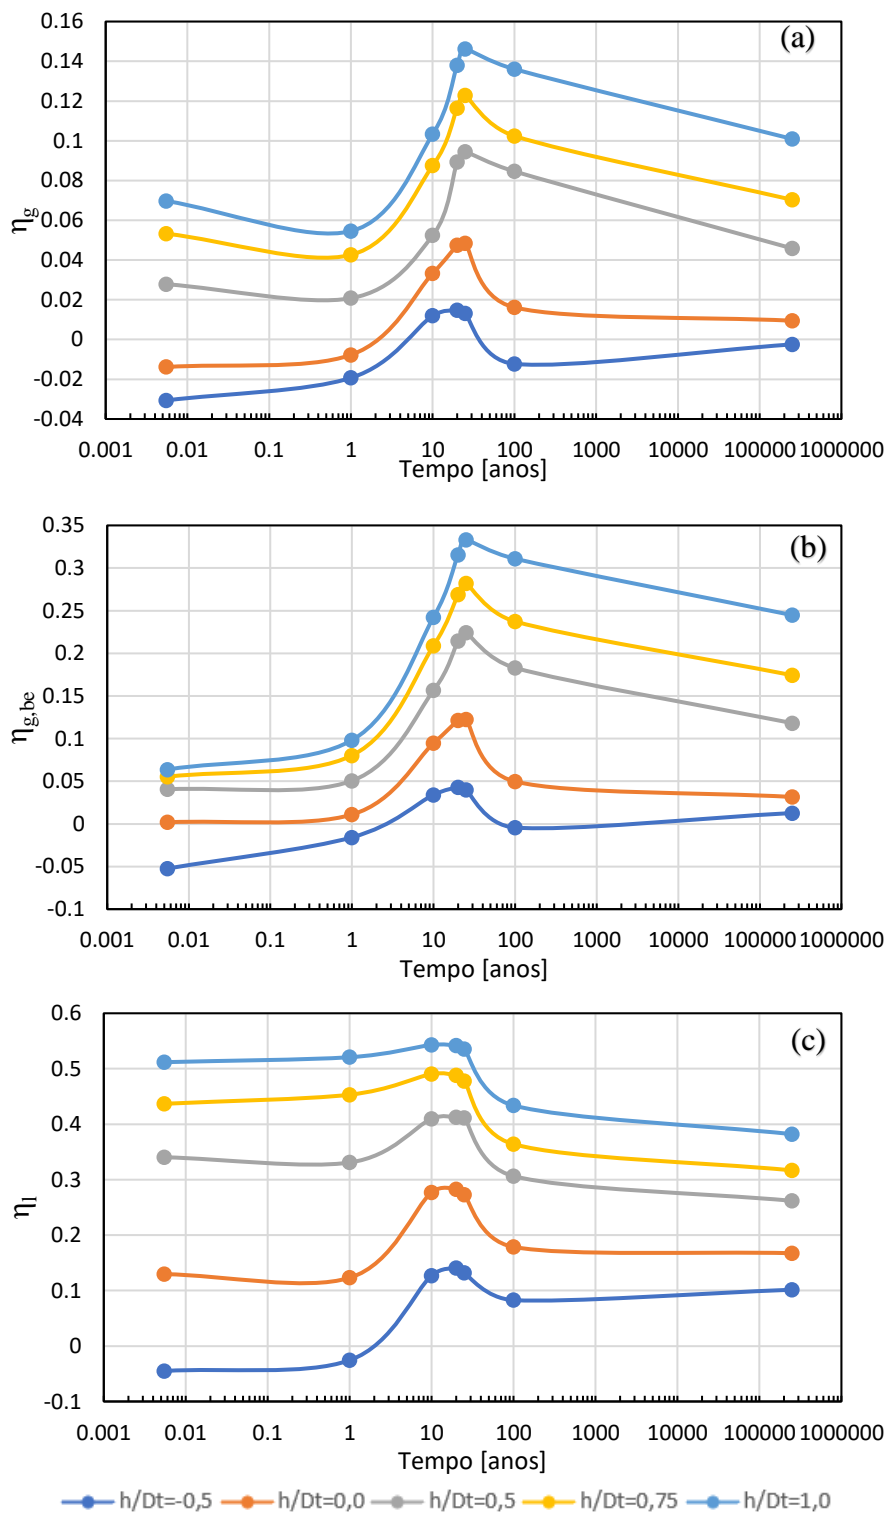 (a)
0.16
0.14
0.12
0.1
0.08
0.06
0.04
0.02
0
-0.02
-0.04
ηg
0.001 0.01 0.1 1 10 100 1000 10000 100000 1000000
Tempo [anos]
(b)
0.35
0.3
0.25
0.2
0.15
0.1
0.05
0
-0.05
-0.1
ηg,be
0.001 0.01 0.1 1 10 100 1000 10000 100000 1000000
Tempo [anos]
(c)
0.6
0.5
0.4
0.3
0.2
0.1
0
-0.1
ηl
0.001 0.01 0.1 1 10 100 1000 10000 100000 1000000
Tempo [anos]
h/Dt=-0,5 h/Dt=0,0 h/Dt=0,5 h/Dt=0,75 h/Dt=1,0